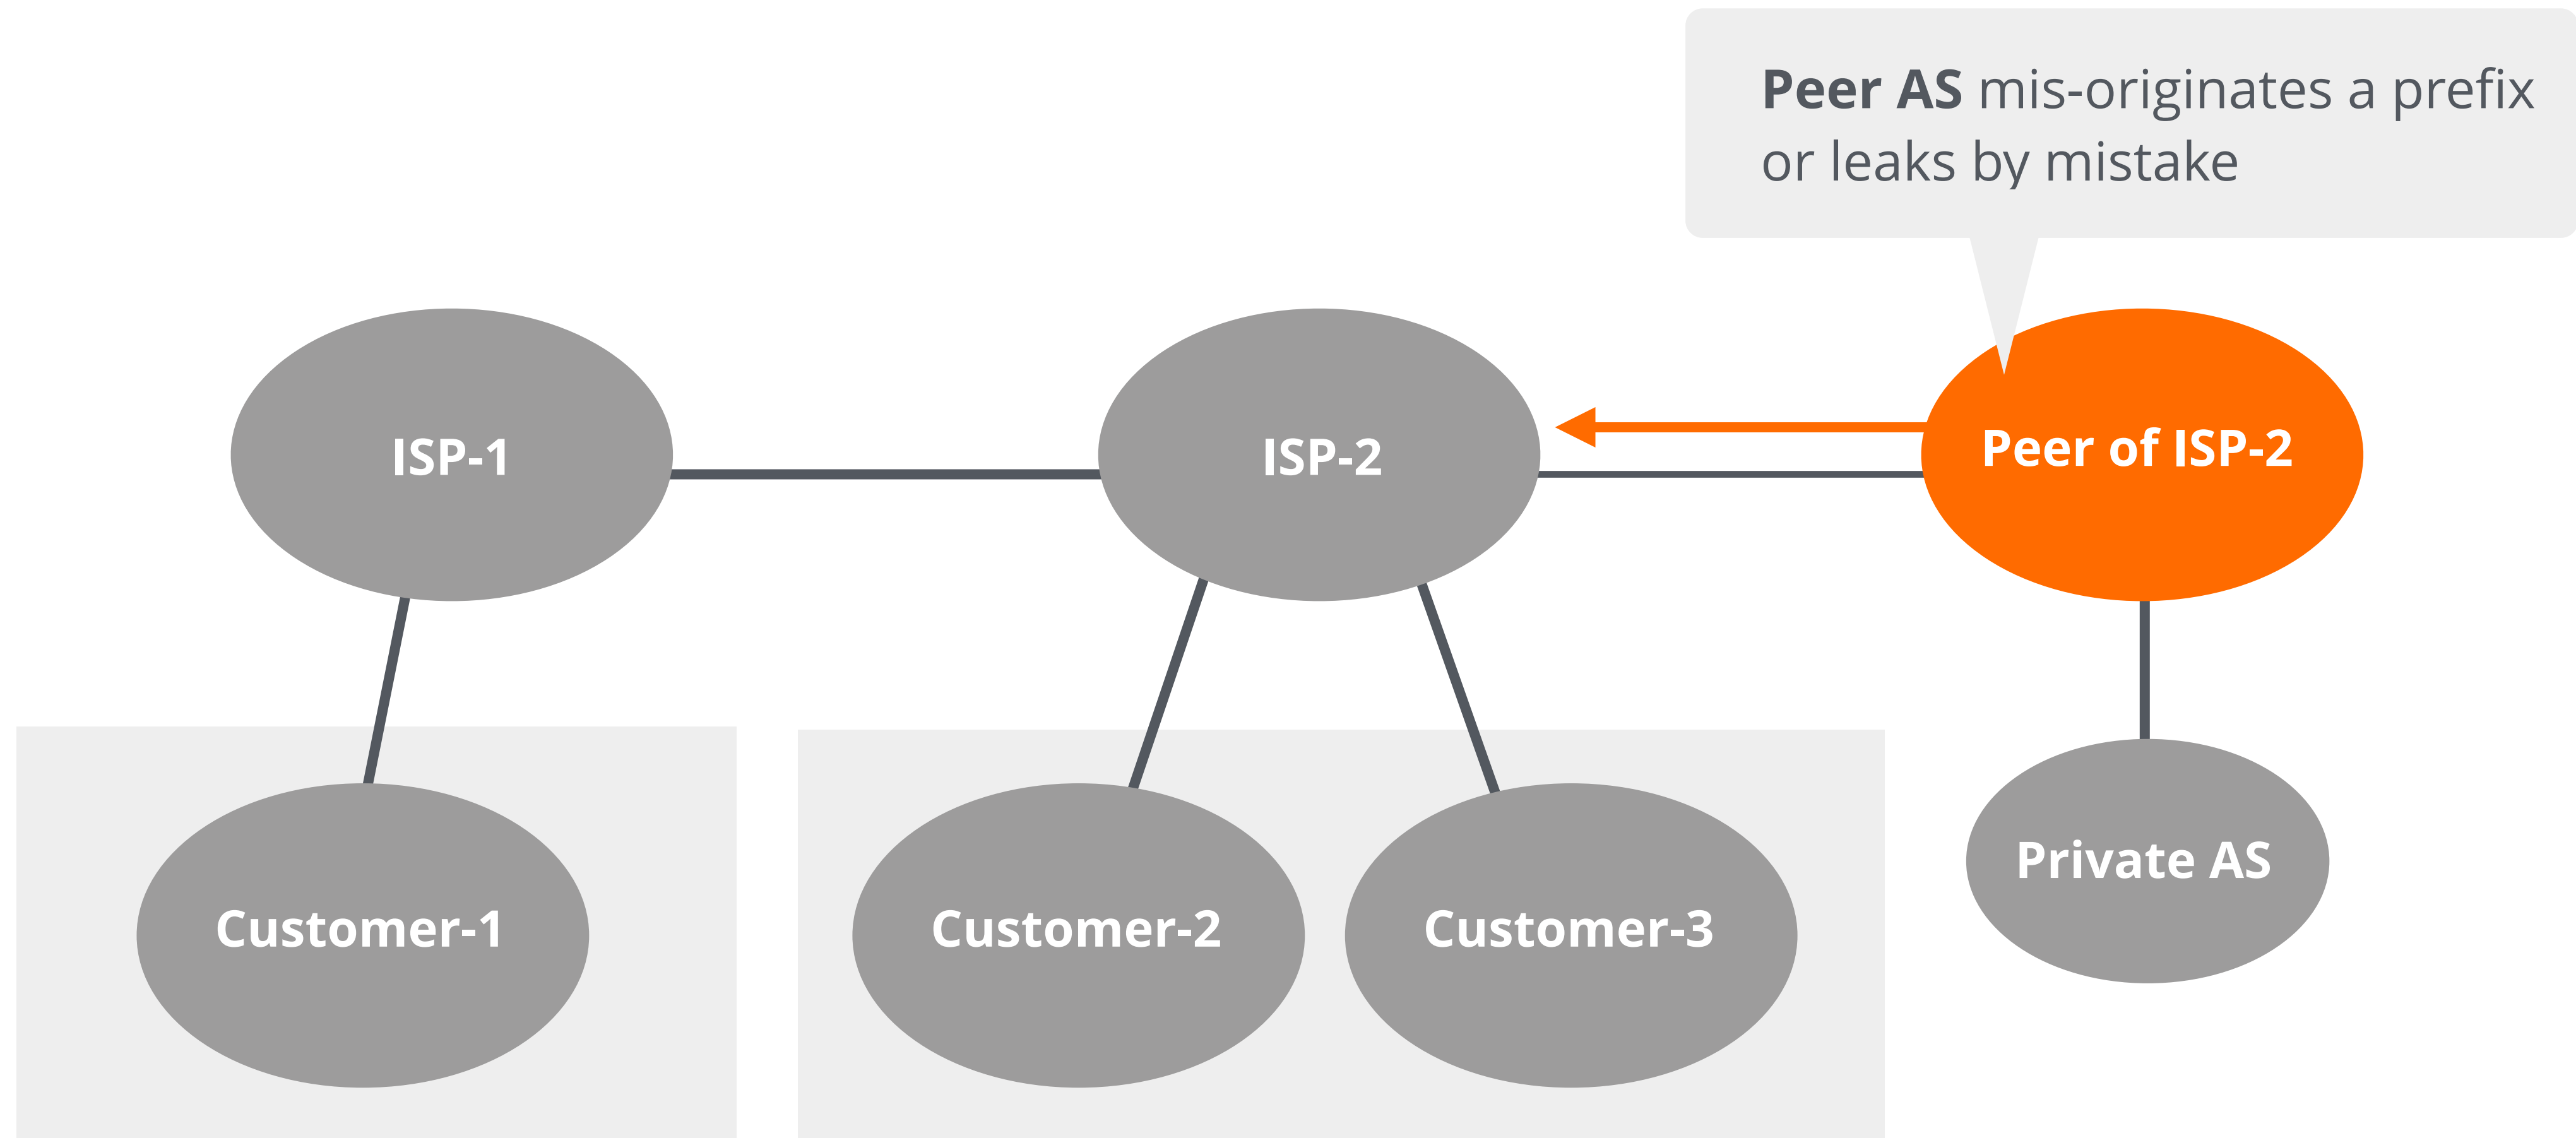 Peer AS mis-originates a prefix
or leaks by mistake
ISP-1
ISP-2
Peer of ISP-2
Customer-1
Customer-2
Customer-3
Private AS